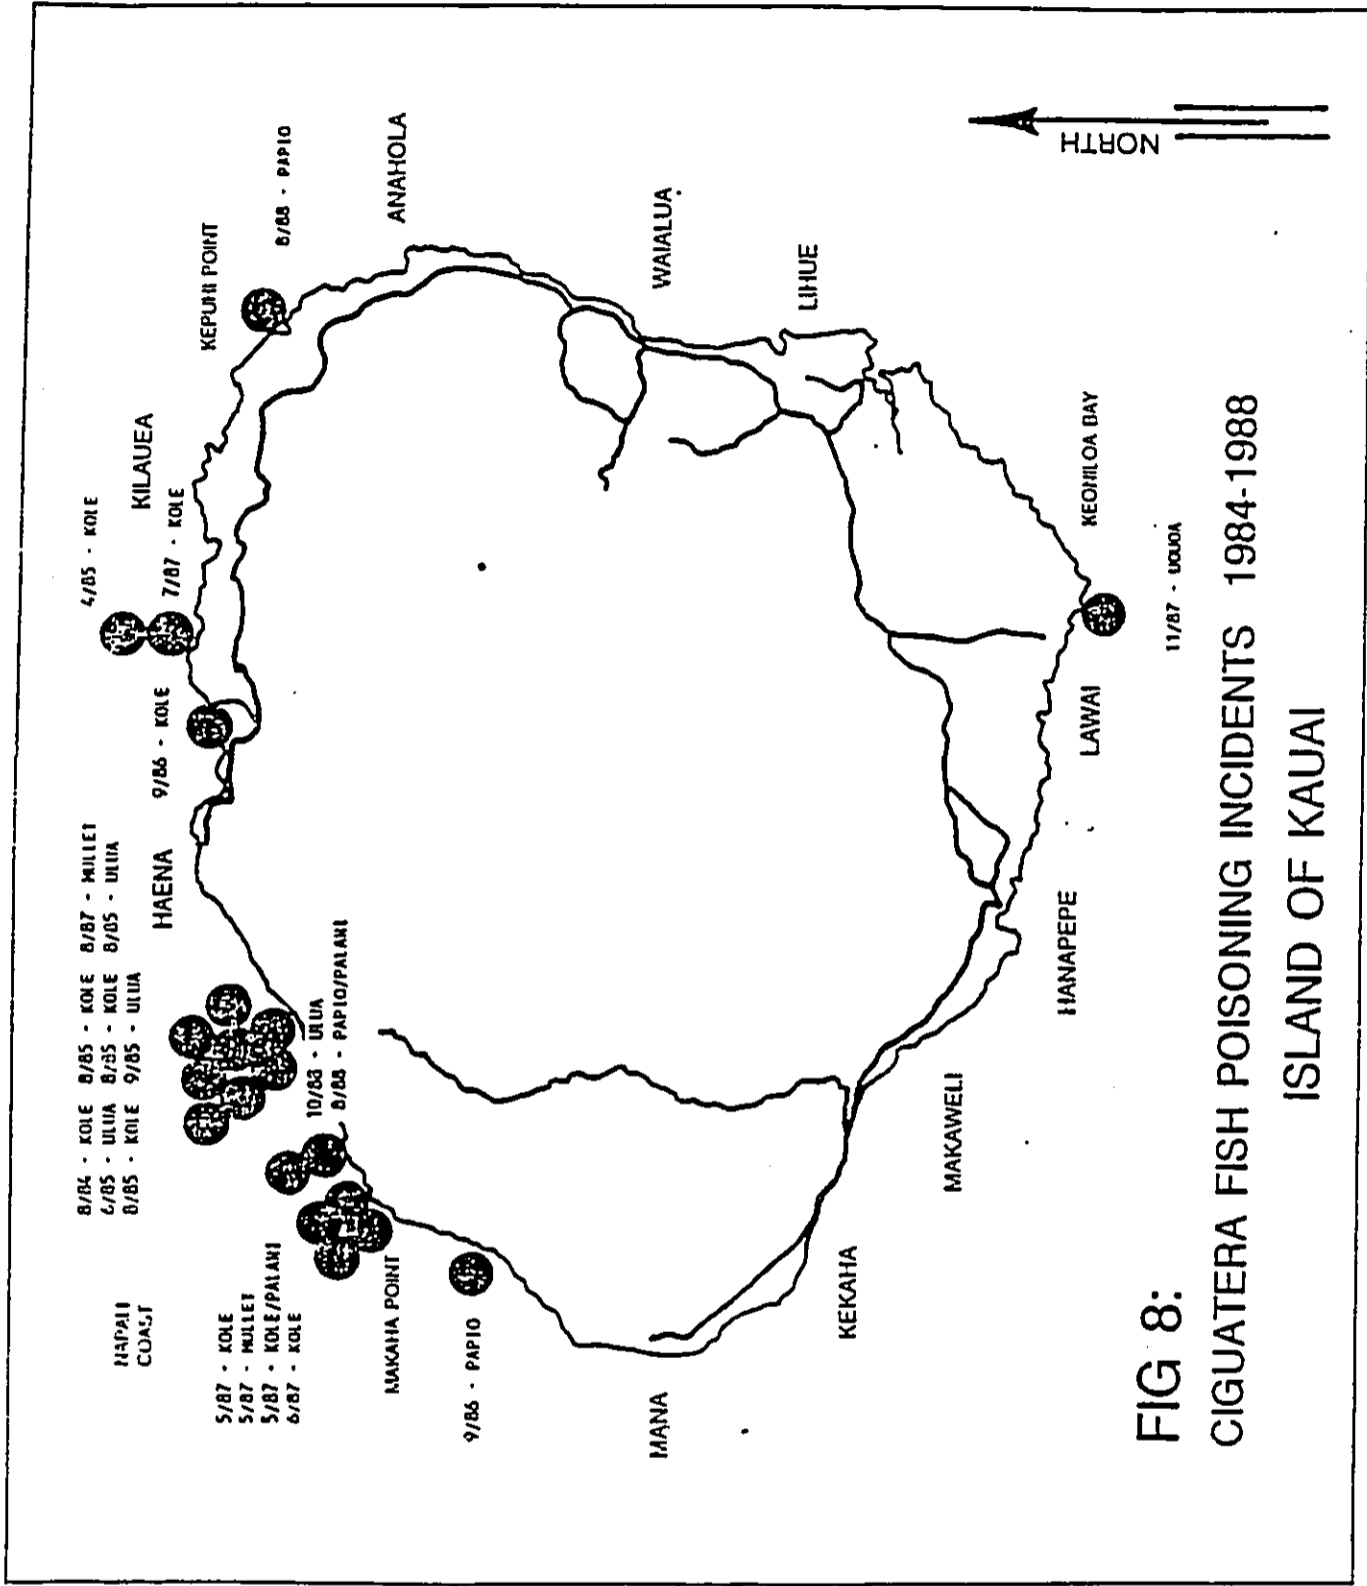 NAPALI
COAST
8/84 - KOLE 8/85 - KOLE 8/87 - MULLET
6/85 - ULUA 8/85 - KOLE 8/85 - ULUA
8/85 - KOLE 9/85 - ULUA
HAENA
9/86 - KOLE
4/85 - KOLE
7/87 - KOLE
KILAUEA
KEPUHI POINT
8/88 - PAPIO
ANAHOLA
5/87 - KOLE
5/87 - MULLET
5/87 - KOLE/PALANI
6/87 - KOLE
10/88 - ULUA
8/88 - PAPIO/PALANI
MAKAHA POINT
9/86 - PAPIO
MANA
WAIALUA
LIHUE
KEKAHA
MAKAWELI
HANAPEPE
LAWAI
KEONILOA BAY
11/87 - UOUOA
NORTH
FIG 8:
CIGUATERA FISH POISONING INCIDENTS 1984-1988
ISLAND OF KAUAI